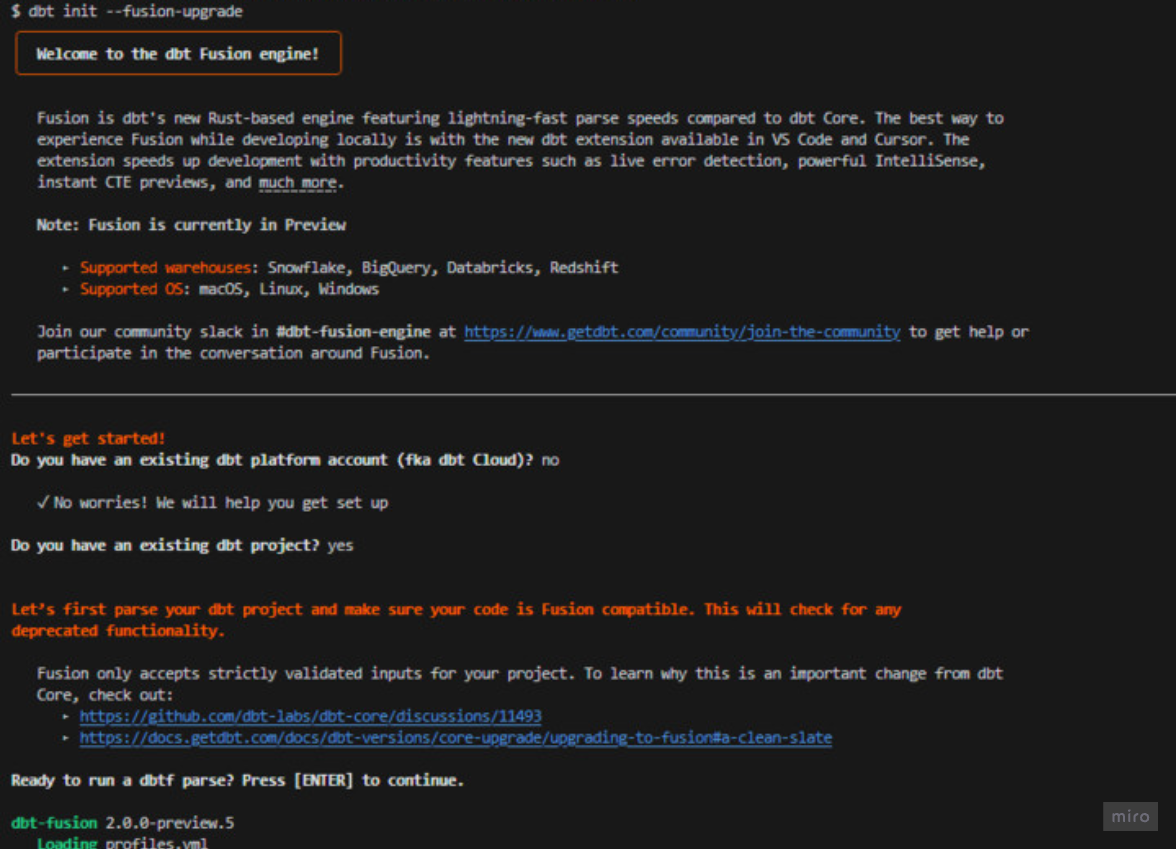 $ dbt init --fusion-upgrade
Welcome to the dbt Fusion engine!
Fusion is dbt's new Rust-based engine featuring lightning-fast parse speeds compared to dbt Core. The best way to
experience Fusion while developing locally is with the new dbt extension available in VS Code and Cursor. The
extension speeds up development with productivity features such as live error detection, powerful IntelliSense,
instant CTE previews, and much more.
Note: Fusion is currently in Preview
▸ Supported warehouses: Snowflake, BigQuery, Databricks, Redshift
▸ Supported OS: macOS, Linux, Windows
Join our community slack in #dbt-fusion-engine at https://www.getdbt.com/community/join-the-community to get help or
participate in the conversation around Fusion.
Let's get started!
Do you have an existing dbt platform account (fka dbt Cloud)? no
✓ No worries! We will help you get set up
Do you have an existing dbt project? yes
Let's first parse your dbt project and make sure your code is Fusion compatible. This will check for any
deprecated functionality.
Fusion only accepts strictly validated inputs for your project. To learn why this is an important change from dbt
Core, check out:
▸ https://github.com/dbt-labs/dbt-core/discussions/11493
▸ https://docs.getdbt.com/docs/dbt-versions/core-upgrade/upgrading-to-fusion#a-clean-slate
Ready to run a dbtf parse? Press [ENTER] to continue.
dbt-fusion 2.0.0-preview.5
Loading profiles.yml
miro